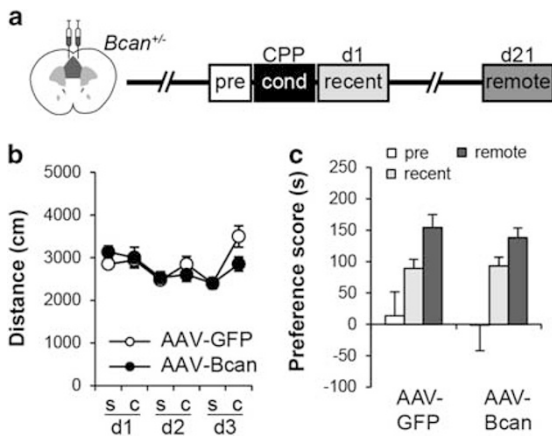 a
Bcan+/-
CPP d1 d21
pre cond recent remote
b
Distance (cm)
5000
4000
3000
2000
0
AAV-GFP
AAV-Bcan
s c s c s c
d1 d2 d3
c
Preference score (s)
pre remote
recent
250
200
150
100
50
0
-50
-100
AAV-
GFP
AAV-
Bcan